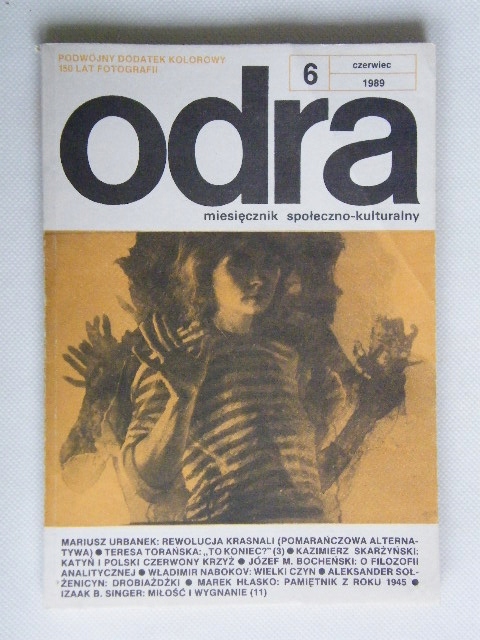 PODWÓJNY DODATEK KOLOROWY
150 LAT FOTOGRAFII
6
czerwiec
1989
odra
miesięcznik społeczno-kulturalny
MARIUSZ URBANEK: REWOLUCJA KRASNALI (POMARAŃCZOWA ALTERNA-
TYWA) ● TERESA TORAŃSKA: „TO KONIEC?” (3) ● KAZIMIERZ SKARŻYŃSKI:
KATYŃ I POLSKI CZERWONY KRZYŻ ● JÓZEF M. BOCHEŃSKI: O FILOZOFII
ANALITYCZNEJ ● WŁADIMIR NABOKOV: WIELKI CZYN ● ALEKSANDER SOŁ-
ŻENICYN: DROBIAŻDŻKI ● MAREK HŁASKO: PAMIĘTNIK Z ROKU 1945 ●
IZAAK B. SINGER: MIŁOŚĆ I WYGNANIE (11)